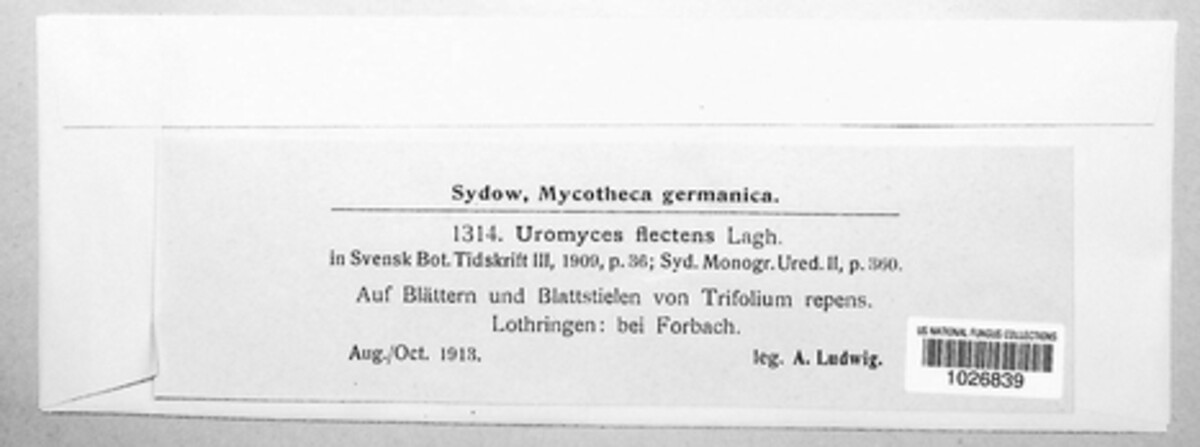 Sydow, Mycotheca germanica.
1314. Uromyces flectens Lagh.
in Svensk Bot. Tidskrift III, 1909, p. 36; Syd. Monogr. Ured. II, p. 360.
Auf Blättern und Blattstielen von Trifolium repens.
Lothringen: bei Forbach.
Aug./Oct. 1913. leg. A. Ludwig.
US NATIONAL FUNGUS COLLECTIONS
1026839